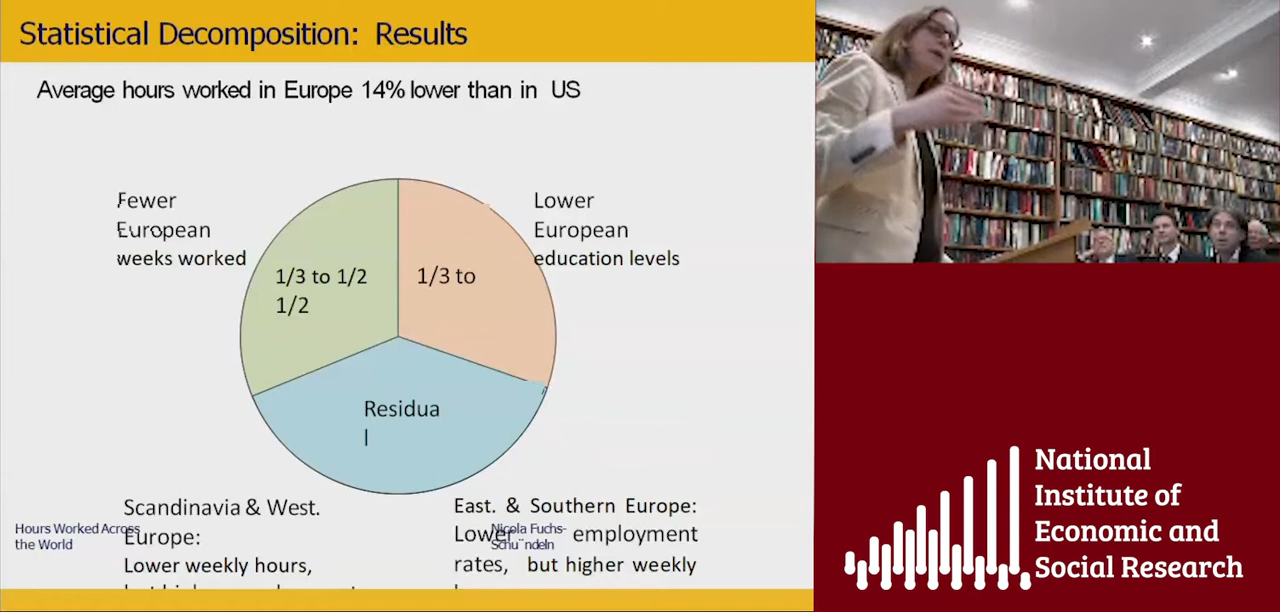 Statistical Decomposition: Results
Average hours worked in Europe 14% lower than in US
Fewer
European
weeks worked
Lower
European
education levels
1/3 to 1/2
1/2
1/3 to
Residua
l
Scandinavia & West.
Europe:
Lower weekly hours,
East. & Southern Europe:
Lower employment
rates, but higher weekly
Hours Worked Across
the World
Nicola Fuchs-
Schu¨ndeln
National
Institute of
Economic and
Social Research